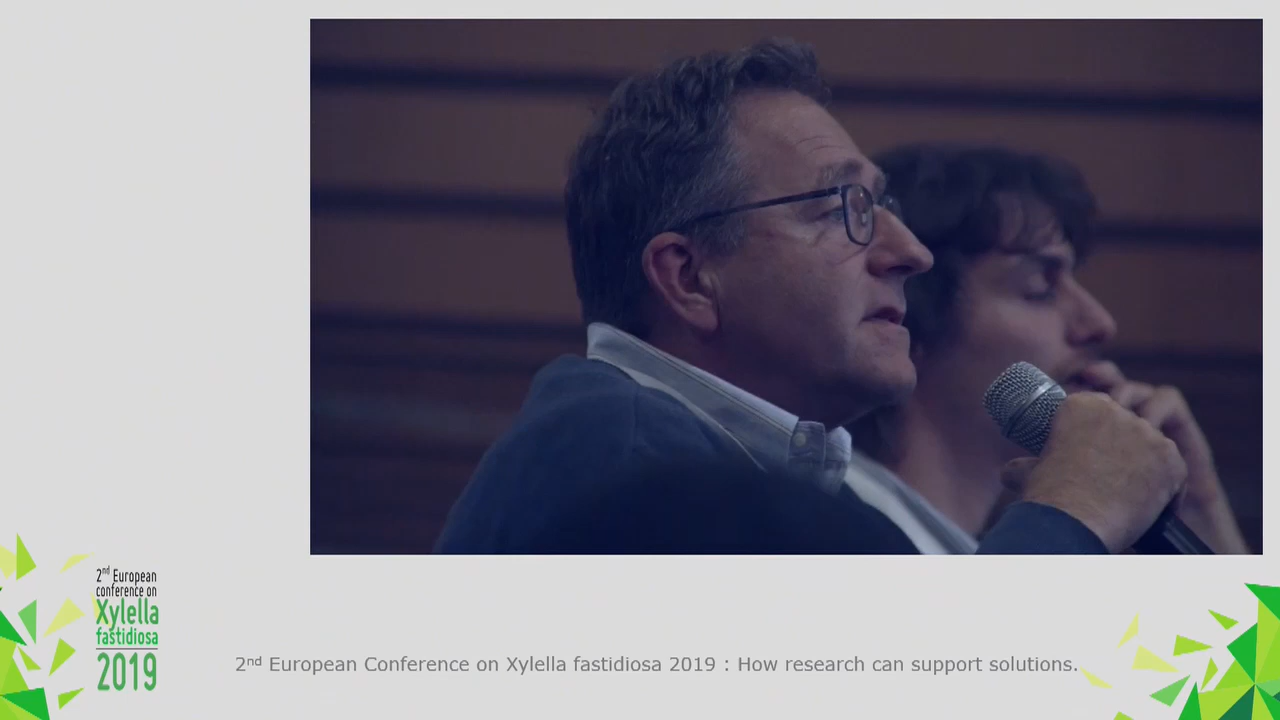 2nd European
conference on
Xylella
fastidiosa
2019
2nd European Conference on Xylella fastidiosa 2019 : How research can support solutions.